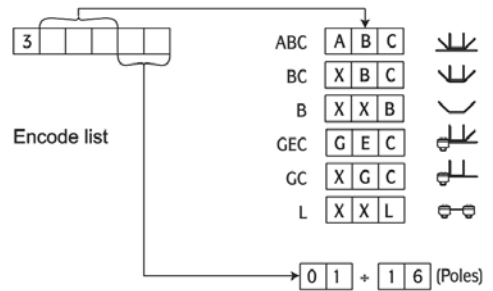 3
ABC A B C
BC X B C
Encode list
B X X B
GEC G E C
GC X G C
L X X L
0 1 ÷ 1 6 (Poles)